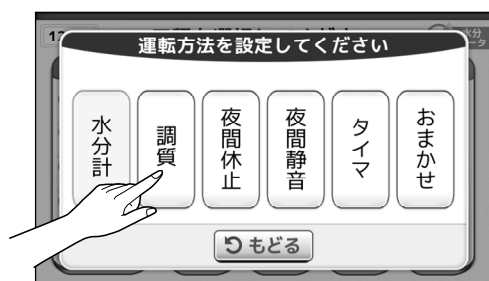 運転方法を設定してください
水分計
調質
夜間休止
夜間静音
タイマ
おまかせ
もどる